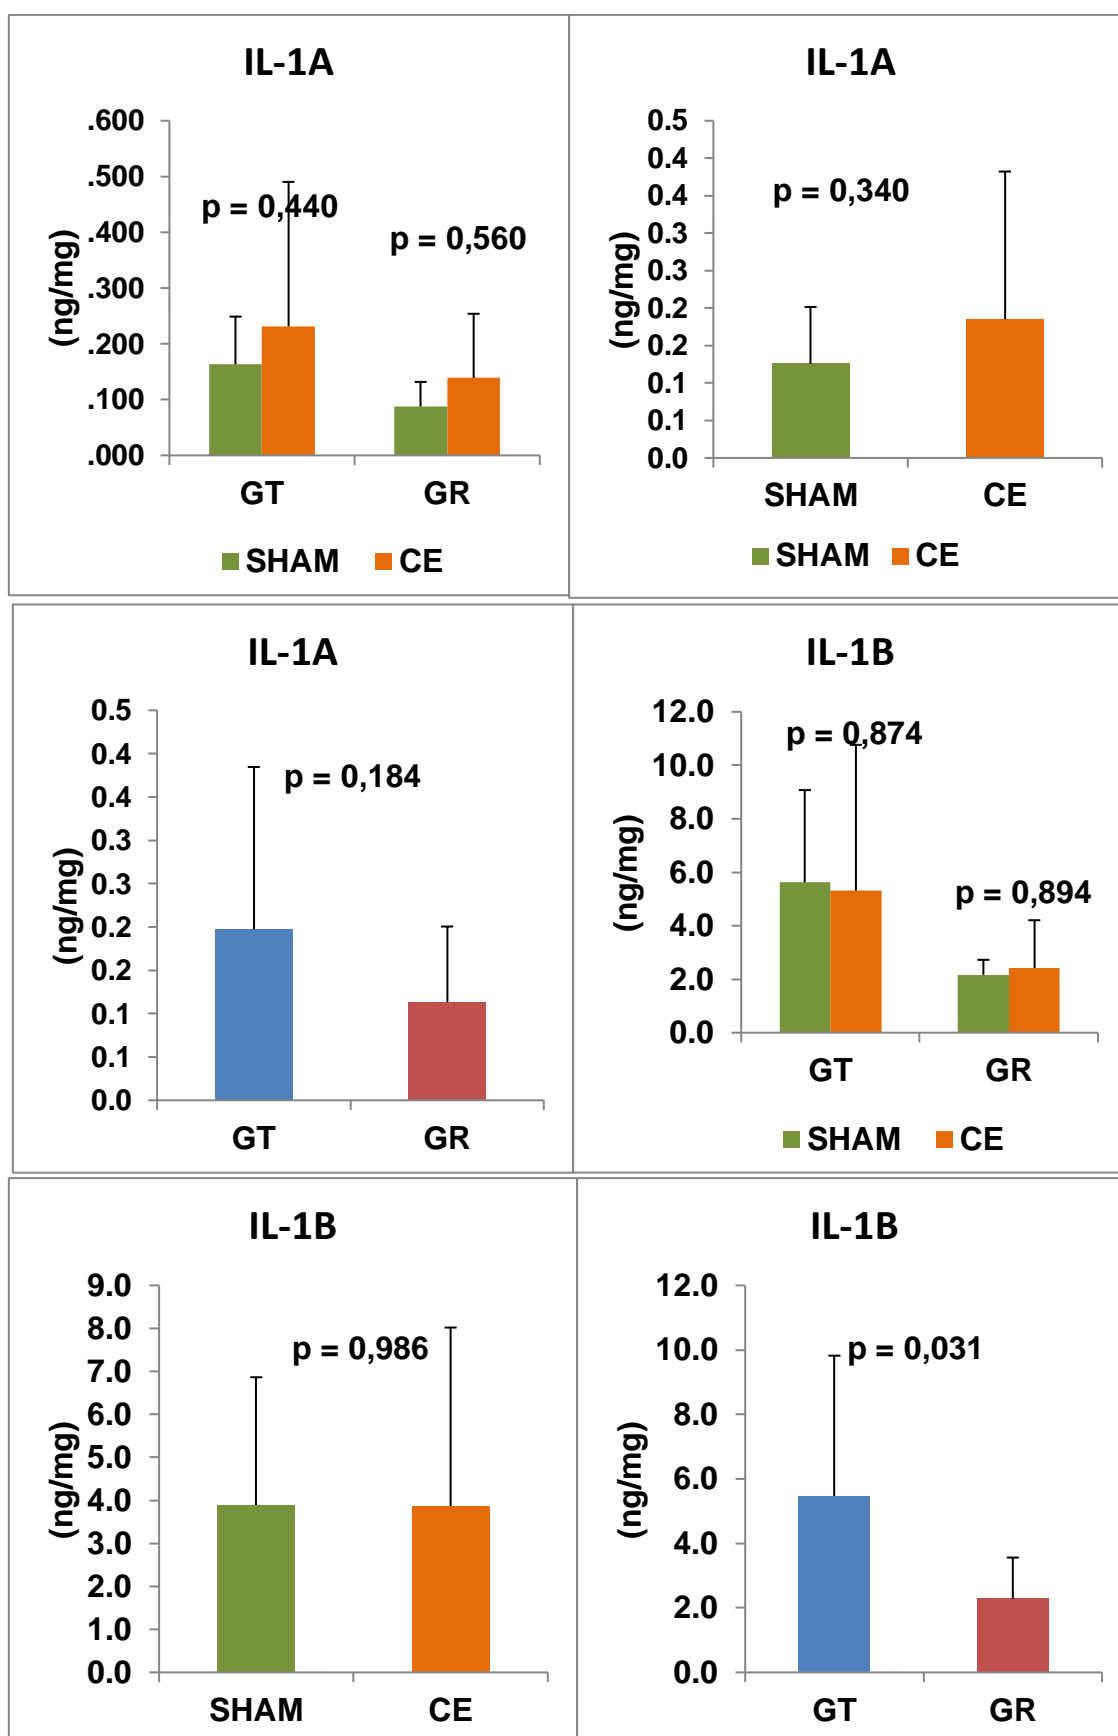 IL-1A
.600
.500
.400
.300
.200
.100
.000
(ng/mg)
p = 0,440
p = 0,560
GT GR
SHAM CE
IL-1A
0.5
0.4
0.4
0.3
0.3
0.2
0.2
0.1
0.1
0.0
(ng/mg)
p = 0,340
SHAM CE
SHAM CE
IL-1A
0.5
0.4
0.4
0.3
0.3
0.2
0.2
0.1
0.1
0.0
(ng/mg)
p = 0,184
GT GR
IL-1B
12.0
10.0
8.0
6.0
4.0
2.0
0.0
(ng/mg)
p = 0,874
p = 0,894
GT GR
SHAM CE
IL-1B
9.0
8.0
7.0
6.0
5.0
4.0
3.0
2.0
1.0
0.0
(ng/mg)
p = 0,986
SHAM CE
IL-1B
12.0
10.0
8.0
6.0
4.0
2.0
0.0
(ng/mg)
p = 0,031
GT GR